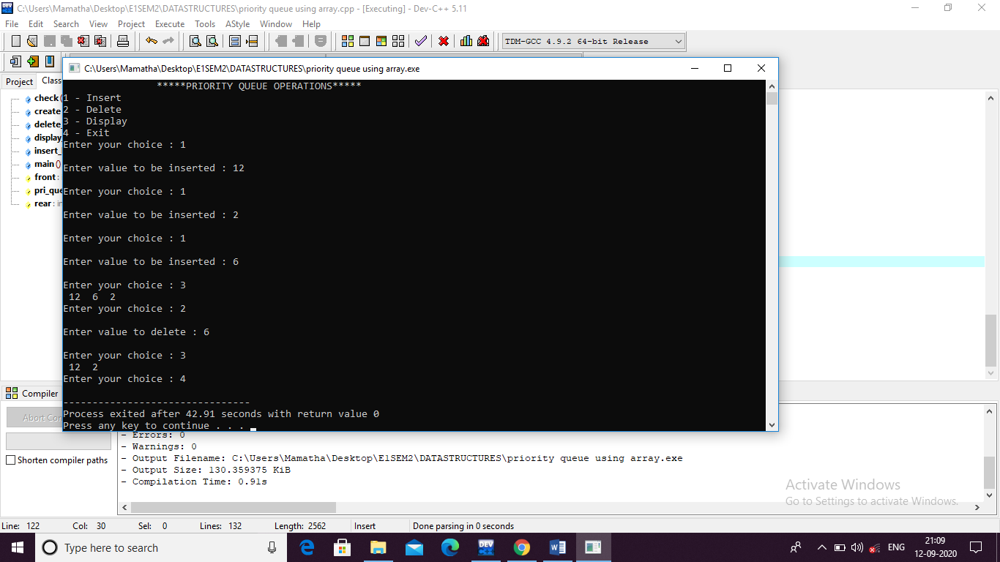 C:\Users\Mamatha\Desktop\E1SEM2\DATASTRUCTURES\priority queue using array.cpp - [Executing] - Dev-C++ 5.11
File Edit Search View Project Execute Tools AStyle Window Help
TDM-GCC 4.9.2 64-bit Release
C:\Users\Mamatha\Desktop\E1SEM2\DATASTRUCTURES\priority queue using array.exe
Project Class
check (
create
delete_
display
insert_
main ()
front :
pri_que
rear : in
*****PRIORITY QUEUE OPERATIONS*****
1 - Insert
2 - Delete
3 - Display
4 - Exit
Enter your choice : 1
Enter value to be inserted : 12
Enter your choice : 1
Enter value to be inserted : 2
Enter your choice : 1
Enter value to be inserted : 6
Enter your choice : 3
12 6 2
Enter your choice : 2
Enter value to delete : 6
Enter your choice : 3
12 2
Enter your choice : 4
--------------------------------
Process exited after 42.91 seconds with return value 0
Press any key to continue . . .
Compiler
Abort Com
Shorten compiler paths
- Errors: 0
- Warnings: 0
- Output Filename: C:\Users\Mamatha\Desktop\E1SEM2\DATASTRUCTURES\priority queue using array.exe
- Output Size: 130.359375 KiB
- Compilation Time: 0.91s
Activate Windows
Go to Settings to activate Windows.
Line: 122 Col: 30 Sel: 0 Lines: 132 Length: 2562 Insert Done parsing in 0 seconds
Type here to search
DEV
ENG
21:09
12-09-2020